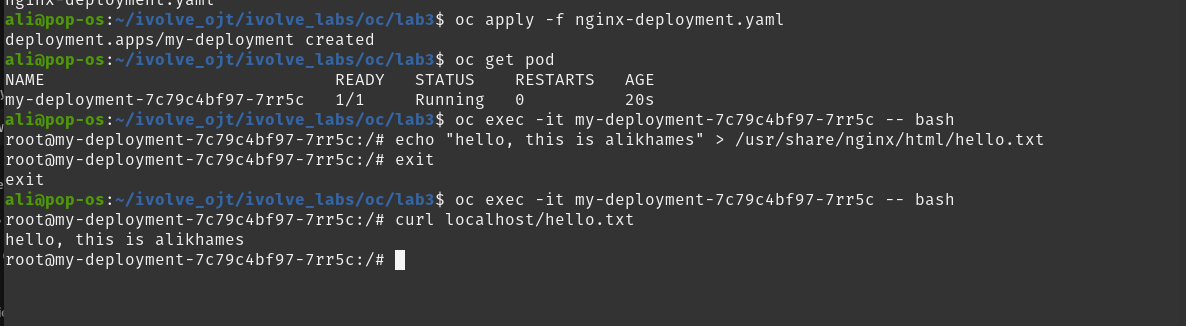 nginx-deployment.yaml
ali@pop-os:~/ivolve_ojt/ivolve_labs/oc/lab3$ oc apply -f nginx-deployment.yaml
deployment.apps/my-deployment created
ali@pop-os:~/ivolve_ojt/ivolve_labs/oc/lab3$ oc get pod
NAME                             READY   STATUS    RESTARTS   AGE
my-deployment-7c79c4bf97-7rr5c   1/1     Running   0          20s
ali@pop-os:~/ivolve_ojt/ivolve_labs/oc/lab3$ oc exec -it my-deployment-7c79c4bf97-7rr5c -- bash
root@my-deployment-7c79c4bf97-7rr5c:/# echo "hello, this is alikhames" > /usr/share/nginx/html/hello.txt
root@my-deployment-7c79c4bf97-7rr5c:/# exit
exit
ali@pop-os:~/ivolve_ojt/ivolve_labs/oc/lab3$ oc exec -it my-deployment-7c79c4bf97-7rr5c -- bash
root@my-deployment-7c79c4bf97-7rr5c:/# curl localhost/hello.txt
hello, this is alikhames
root@my-deployment-7c79c4bf97-7rr5c:/#